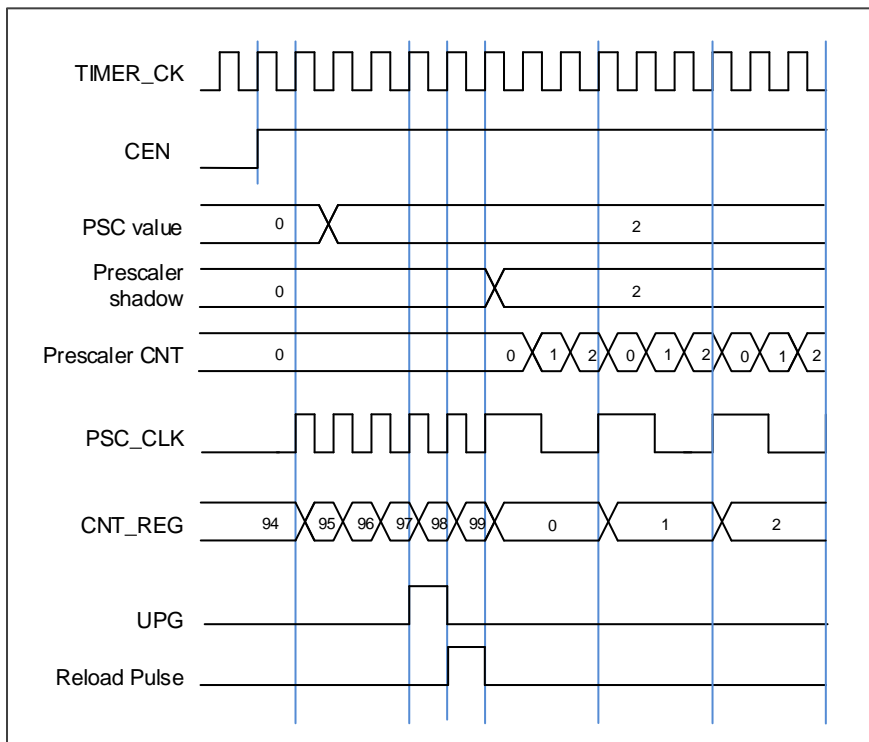 TIMER_CK
CEN
PSC value 0 2
Prescaler
shadow 0 2
Prescaler CNT 0 0 1 2 0 1 2 0 1 2
PSC_CLK
CNT_REG 94 95 96 97 98 99 0 1 2
UPG
Reload Pulse